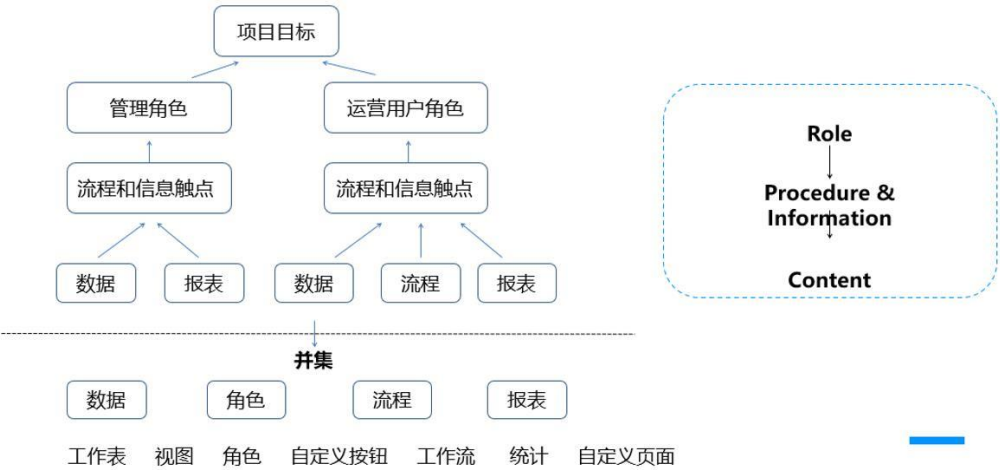 项目目标
管理角色
运营用户角色
流程和信息触点
流程和信息触点
数据
报表
数据
流程
报表
并集
数据
角色
流程
报表
工作表 视图 角色 自定义按钮 工作流 统计 自定义页面
Role
Procedure &
Information
Content